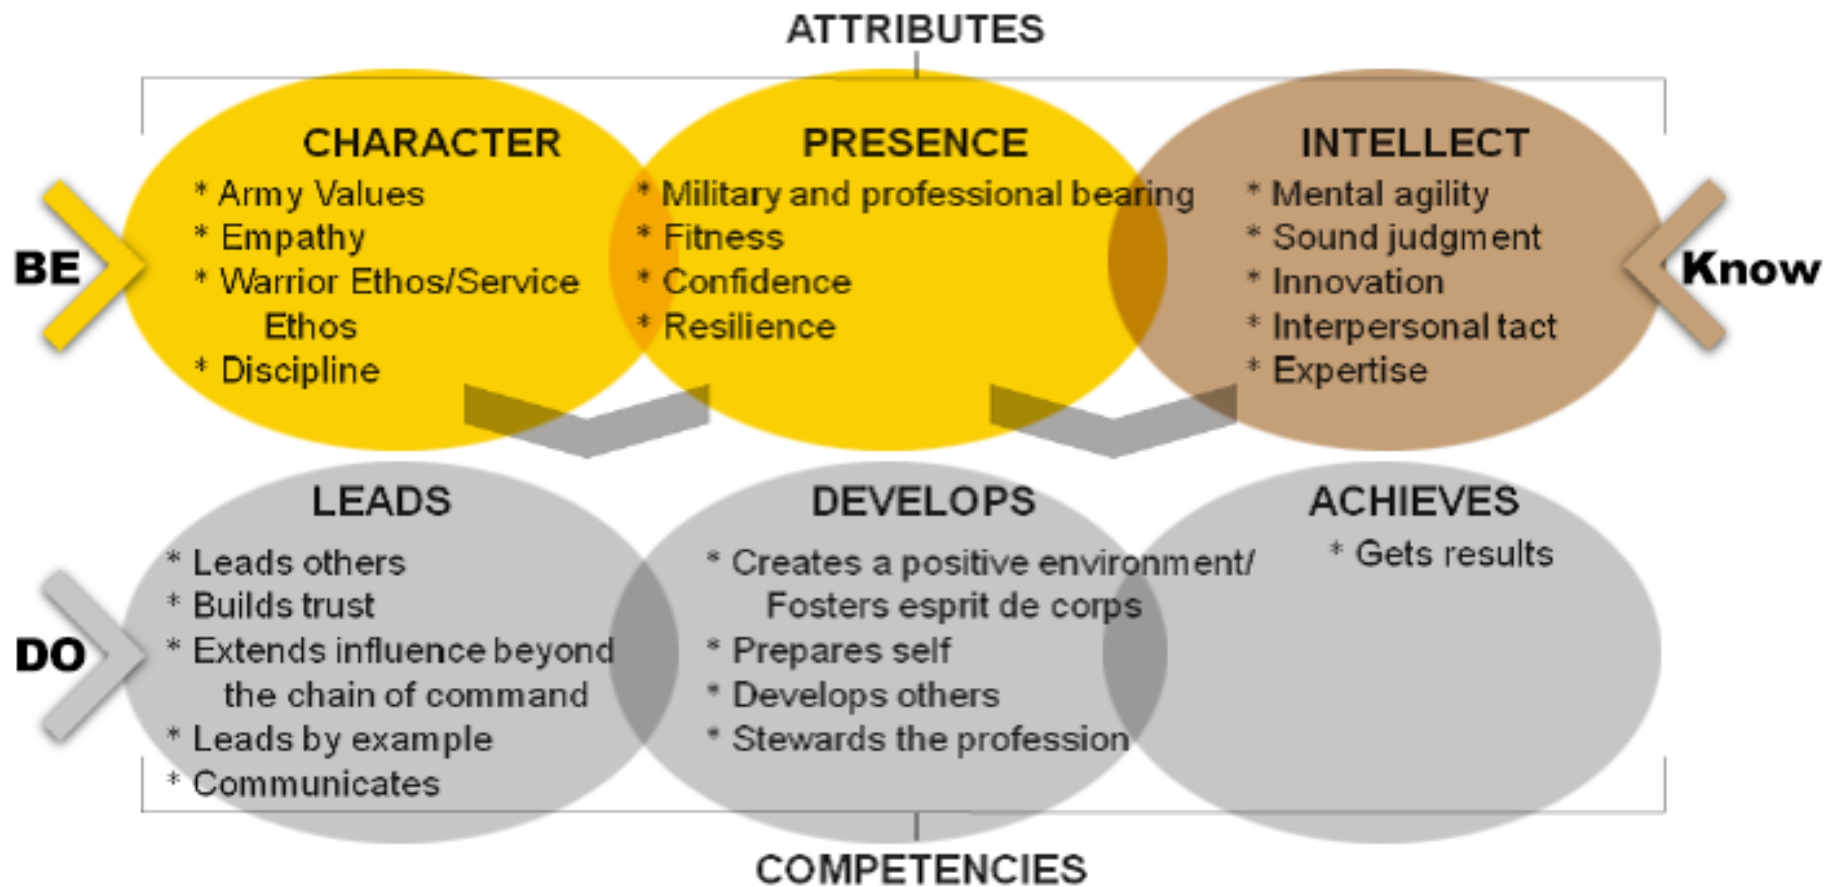 ATTRIBUTES
CHARACTER
* Army Values
* Empathy
* Warrior Ethos/Service
Ethos
* Discipline
PRESENCE
* Military and professional bearing
* Fitness
* Confidence
* Resilience
INTELLECT
* Mental agility
* Sound judgment
* Innovation
* Interpersonal tact
* Expertise
BE
Know
LEADS
* Leads others
* Builds trust
* Extends influence beyond
the chain of command
* Leads by example
* Communicates
DEVELOPS
* Creates a positive environment/
Fosters esprit de corps
* Prepares self
* Develops others
* Stewards the profession
ACHIEVES
* Gets results
DO
COMPETENCIES